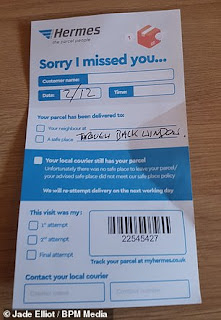 Hermes
the parcel people
Sorry I missed you...
Customer name:
Date: 2/12 Time:
Your parcel has been delivered to:
Your neighbour at
A safe place THROUGH BACK WINDOW.
Your local courier still has your parcel
Unfortunately there was no safe place to leave your parcel/
your advised safe place did not meet our safe place policy
We will re-attempt delivery on the next working day
This visit was my:
1st attempt
2nd attempt
Final attempt
22545427
Track your parcel at myhermes.co.uk
Contact your local courier
© Jade Elliot / BPM Media